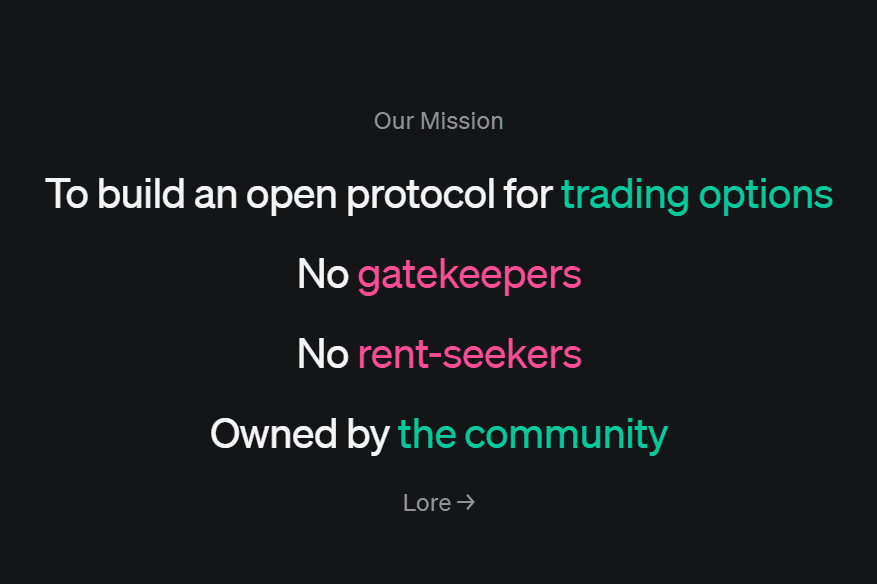 Our Mission
To build an open protocol for trading options
No gatekeepers
No rent-seekers
Owned by the community
Lore →